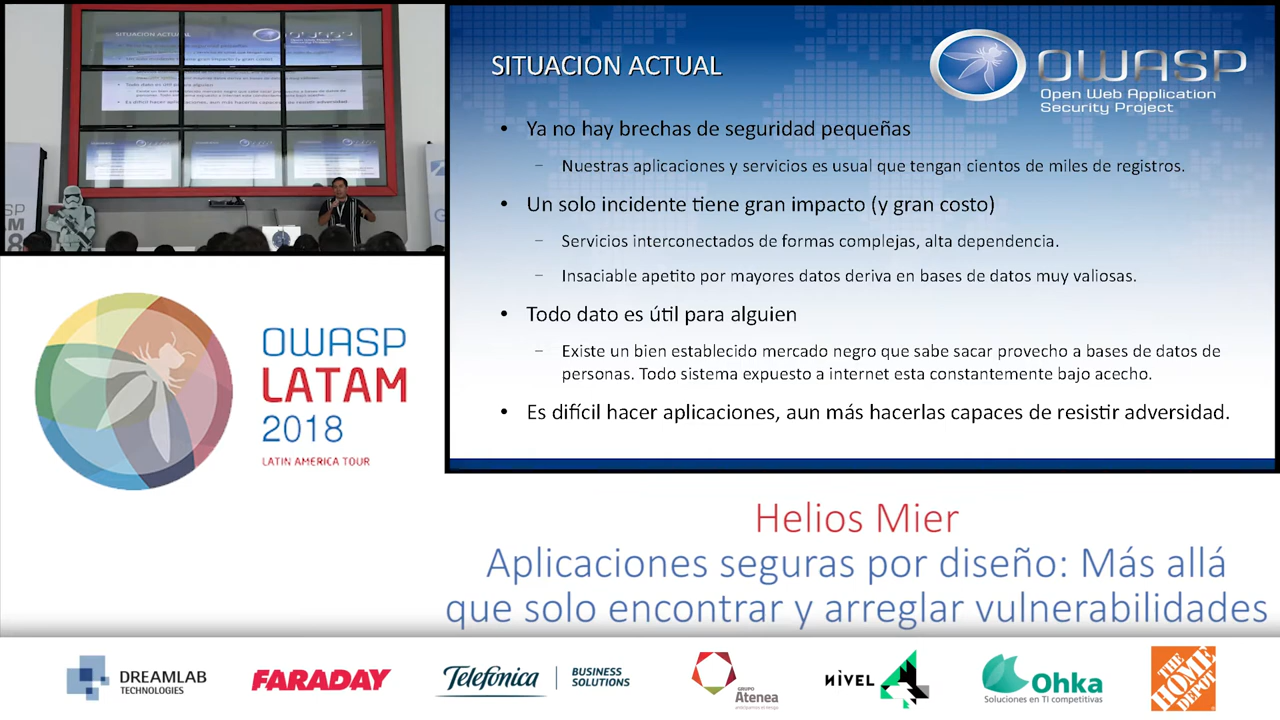 SITUACION ACTUAL
OWASP
Open Web Application
Security Project
• Ya no hay brechas de seguridad pequeñas
– Nuestras aplicaciones y servicios es usual que tengan cientos de miles de registros.
• Un solo incidente tiene gran impacto (y gran costo)
– Servicios interconectados de formas complejas, alta dependencia.
– Insaciable apetito por mayores datos deriva en bases de datos muy valiosas.
• Todo dato es útil para alguien
– Existe un bien establecido mercado negro que sabe sacar provecho a bases de datos de
personas. Todo sistema expuesto a internet esta constantemente bajo acecho.
• Es difícil hacer aplicaciones, aun más hacerlas capaces de resistir adversidad.
SITUACION ACTUAL
OWASP
LATAM
2018
LATIN AMERICA TOUR
Helios Mier
Aplicaciones seguras por diseño: Más allá
que solo encontrar y arreglar vulnerabilidades
DREAMLAB
TECHNOLOGIES
FARADAY
Telefónica
BUSINESS
SOLUTIONS
GRUPO
Atenea
NIVEL 4
Ohka
Soluciones en Ti competitivas
THE
HOME
DEPOT